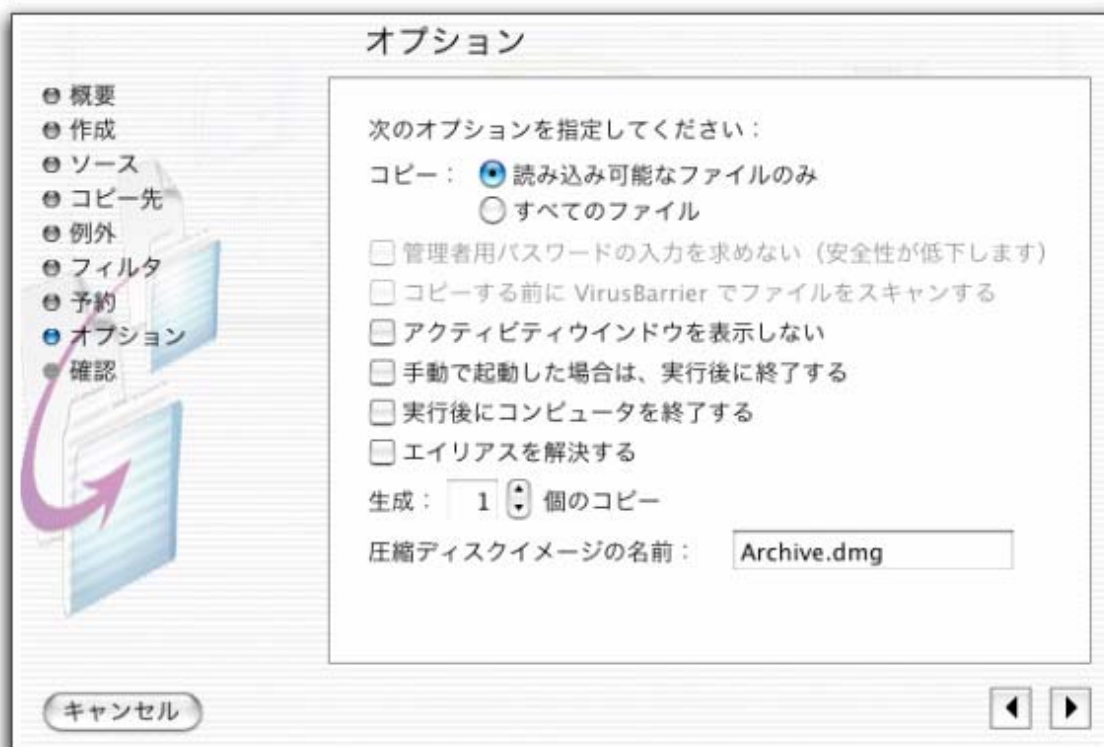 オプション
概要
作成
ソース
コピー先
例外
フィルタ
予約
オプション
確認
次のオプションを指定してください：
コピー： 読み込み可能なファイルのみ
すべてのファイル
管理者用パスワードの入力を求めない（安全性が低下します）
コピーする前に VirusBarrier でファイルをスキャンする
アクティビティウインドウを表示しない
手動で起動した場合は、実行後に終了する
実行後にコンピュータを終了する
エイリアスを解決する
生成： 1 個のコピー
圧縮ディスクイメージの名前： Archive.dmg
キャンセル